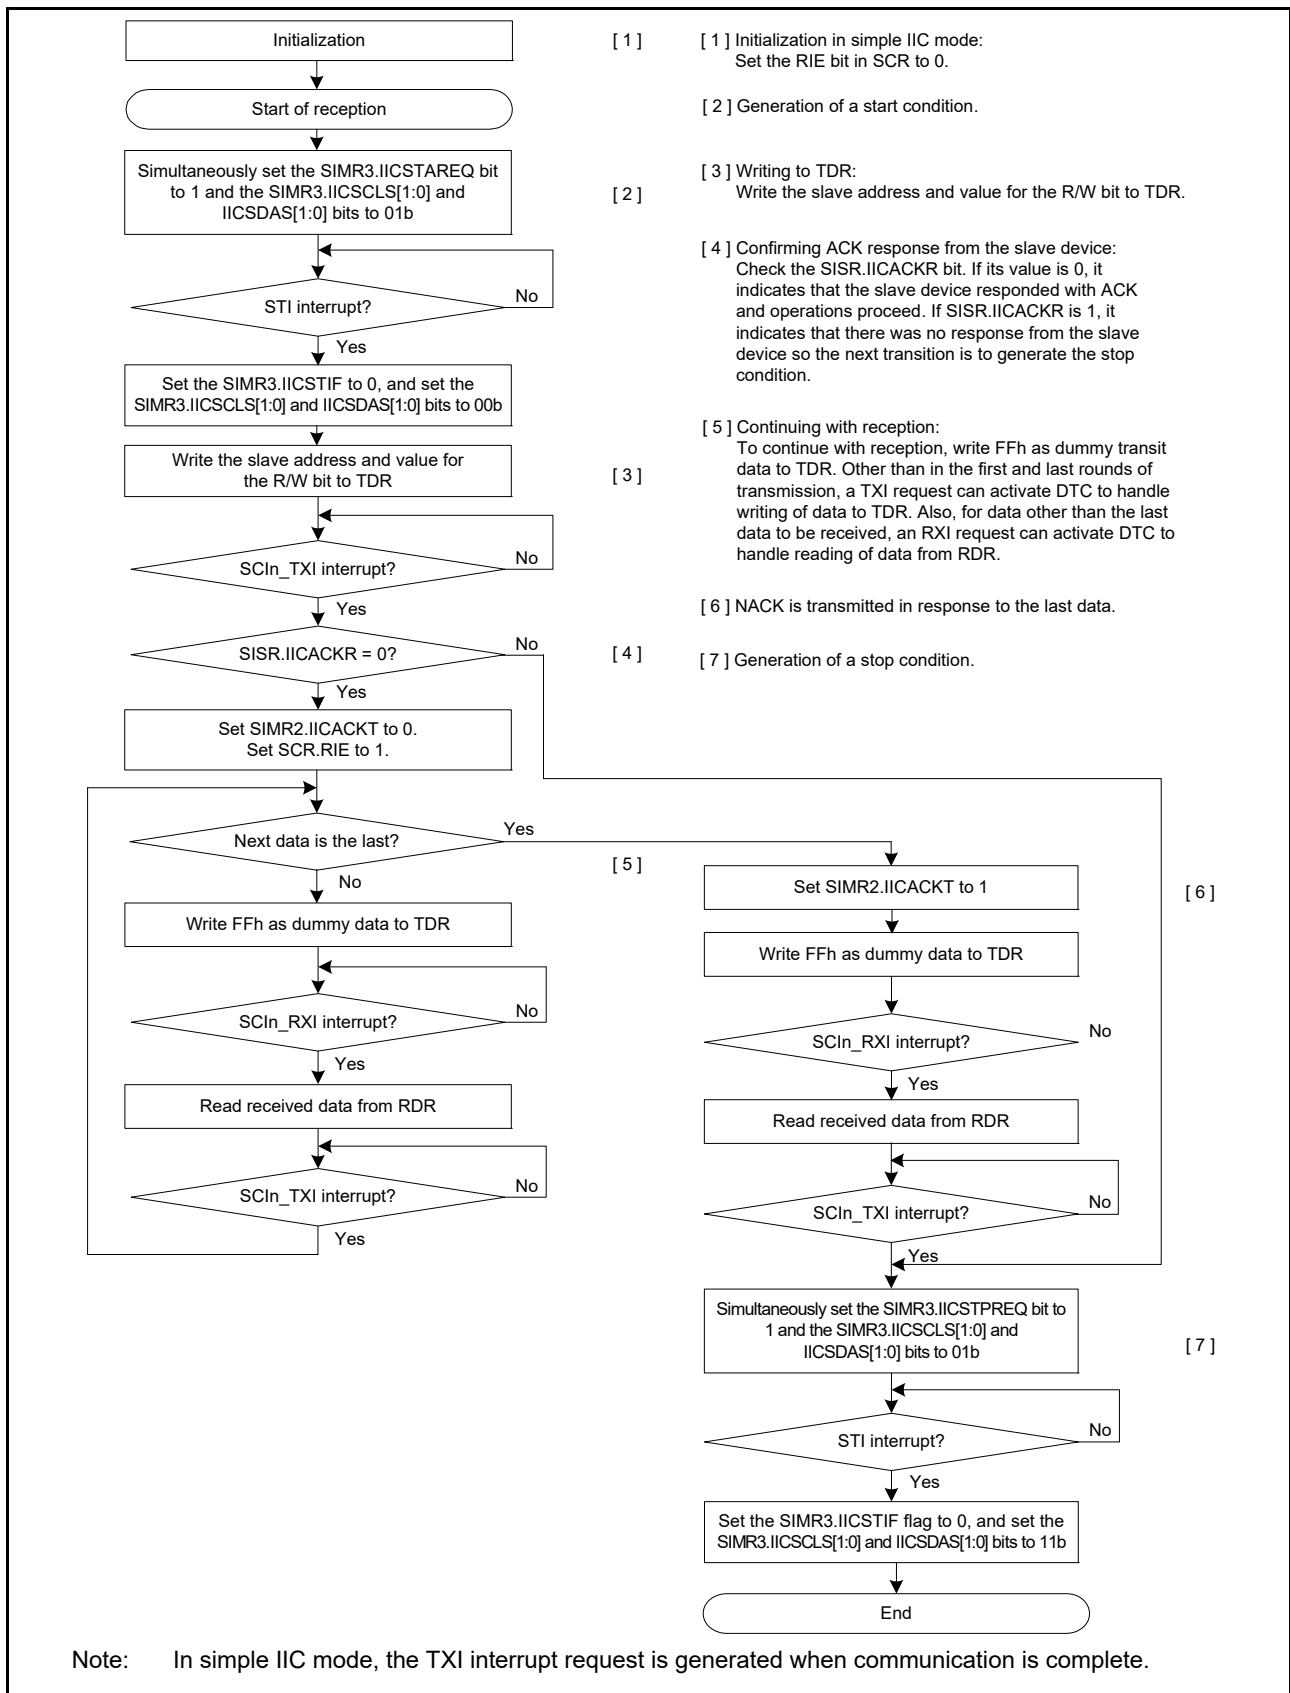 Initialization
[ 1 ]
Start of reception
Simultaneously set the SIMR3.IICSTAREQ bit
to 1 and the SIMR3.IICSCLS[1:0] and
IICSDAS[1:0] bits to 01b
[ 2 ]
STI interrupt?
No
Yes
Set the SIMR3.IICSTIF to 0, and set the
SIMR3.IICSCLS[1:0] and IICSDAS[1:0] bits to 00b
Write the slave address and value for
the R/W bit to TDR
[ 3 ]
SCIn_TXI interrupt?
No
Yes
SISR.IICACKR = 0?
No
[ 4 ]
Yes
Set SIMR2.IICACKT to 0.
Set SCR.RIE to 1.
Next data is the last?
Yes
[ 5 ]
No
Write FFh as dummy data to TDR
SCIn_RXI interrupt?
No
Yes
Read received data from RDR
SCIn_TXI interrupt?
No
Yes
[ 1 ] Initialization in simple IIC mode:
Set the RIE bit in SCR to 0.
[ 2 ] Generation of a start condition.
[ 3 ] Writing to TDR:
Write the slave address and value for the R/W bit to TDR.
[ 4 ] Confirming ACK response from the slave device:
Check the SISR.IICACKR bit. If its value is 0, it
indicates that the slave device responded with ACK
and operations proceed. If SISR.IICACKR is 1, it
indicates that there was no response from the slave
device so the next transition is to generate the stop
condition.
[ 5 ] Continuing with reception:
To continue with reception, write FFh as dummy transit
data to TDR. Other than in the first and last rounds of
transmission, a TXI request can activate DTC to handle
writing of data to TDR. Also, for data other than the last
data to be received, an RXI request can activate DTC to
handle reading of data from RDR.
[ 6 ] NACK is transmitted in response to the last data.
[ 7 ] Generation of a stop condition.
Set SIMR2.IICACKT to 1
[ 6 ]
Write FFh as dummy data to TDR
SCIn_RXI interrupt?
No
Yes
Read received data from RDR
SCIn_TXI interrupt?
No
Yes
Simultaneously set the SIMR3.IICSTPREQ bit to
1 and the SIMR3.IICSCLS[1:0] and
IICSDAS[1:0] bits to 01b
[ 7 ]
STI interrupt?
No
Yes
Set the SIMR3.IICSTIF flag to 0, and set the
SIMR3.IICSCLS[1:0] and IICSDAS[1:0] bits to 11b
End
Note: In simple IIC mode, the TXI interrupt request is generated when communication is complete.